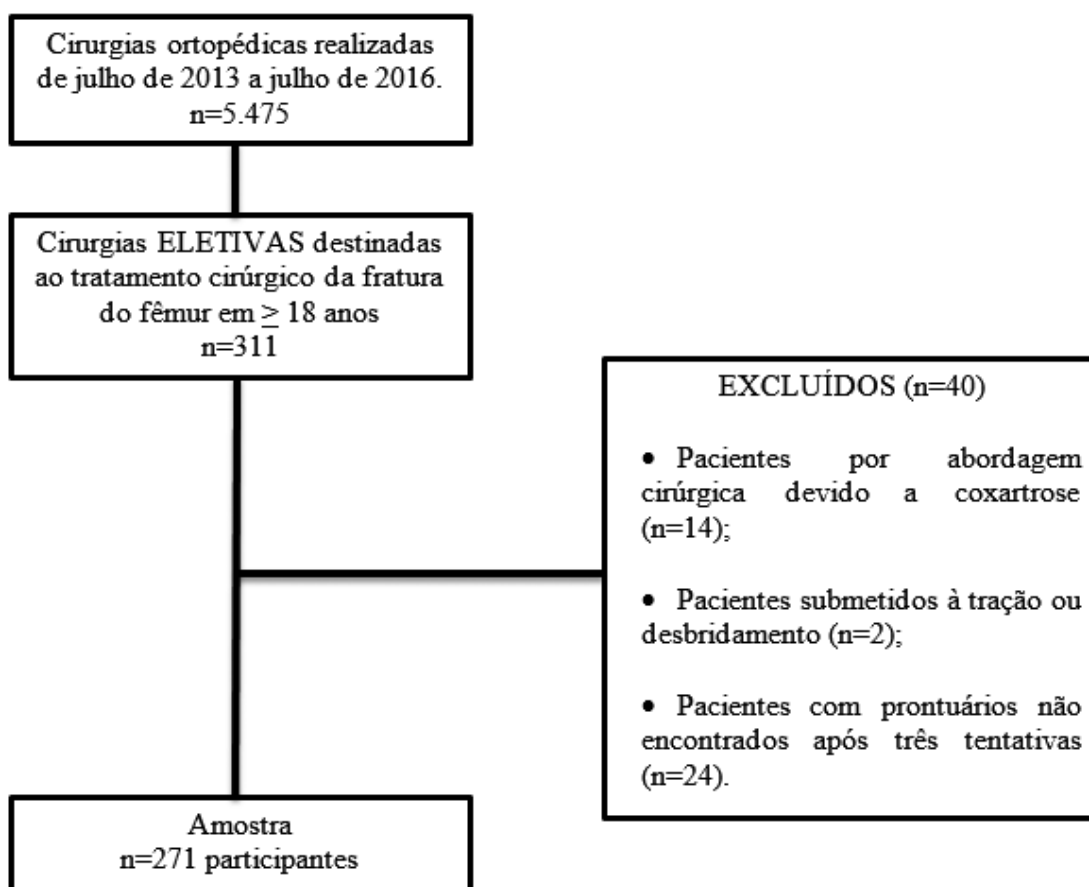 Cirurgias ortopédicas realizadas
de julho de 2013 a julho de 2016.
n=5.475
Cirurgias ELETIVAS destinadas
ao tratamento cirúrgico da fratura
do fêmur em ≥ 18 anos
n=311
EXCLUÍDOS (n=40)
• Pacientes por abordagem
cirúrgica devido a coxartrose
(n=14);
• Pacientes submetidos à tração ou
desbridamento (n=2);
• Pacientes com prontuários não
encontrados após três tentativas
(n=24).
Amostra
n=271 participantes